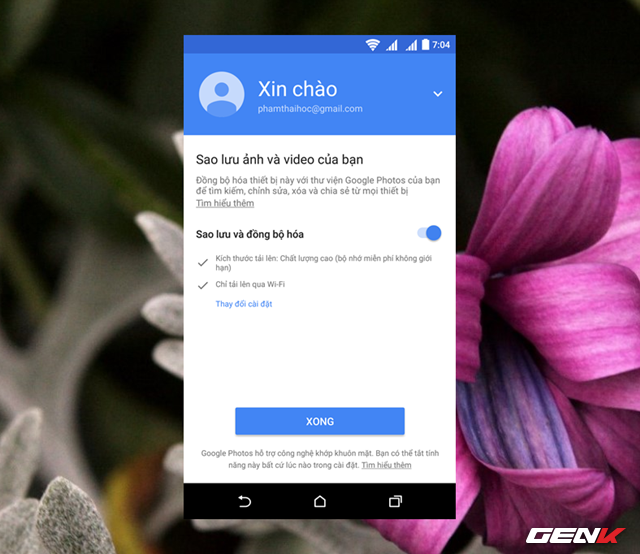 7:04
Xin chào
phamthaihoc@gmail.com
Sao lưu ảnh và video của bạn
Đồng bộ hóa thiết bị này với thư viện Google Photos của bạn
để tìm kiếm, chỉnh sửa, xóa và chia sẻ từ mọi thiết bị
Tìm hiểu thêm
Sao lưu và đồng bộ hóa
Kích thước tải lên: Chất lượng cao (bộ nhớ miễn phí không giới
hạn)
Chỉ tải lên qua Wi-Fi
Thay đổi cài đặt
XONG
Google Photos hỗ trợ công nghệ khớp khuôn mặt. Bạn có thể tắt tính
năng này bất cứ lúc nào trong cài đặt. Tìm hiểu thêm
GENK